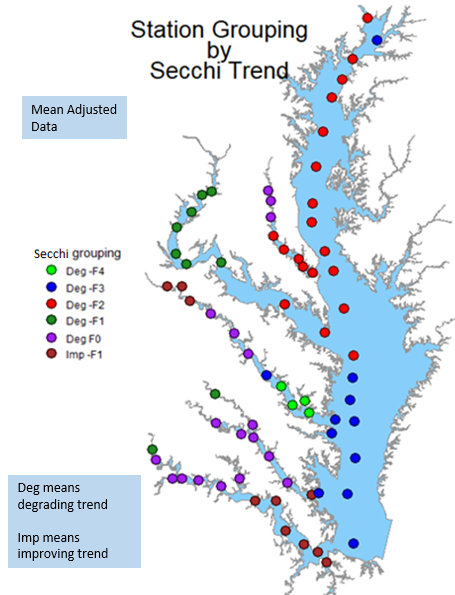 Station Grouping
by
Secchi Trend
Mean Adjusted
Data
Secchi grouping
Deg -F4
Deg -F3
Deg -F2
Deg -F1
Deg F0
Imp -F1
Deg means
degrading trend
Imp means
improving trend